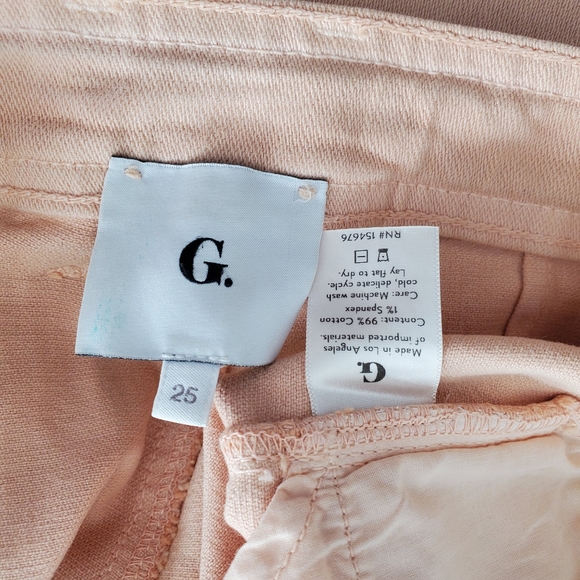 G.
25
G.
Made in Los Angeles
of imported materials.
Content: 99% Cotton
1% Spandex
Care: Machine wash
cold, delicate cycle.
Lay flat to dry.
RN# 154676